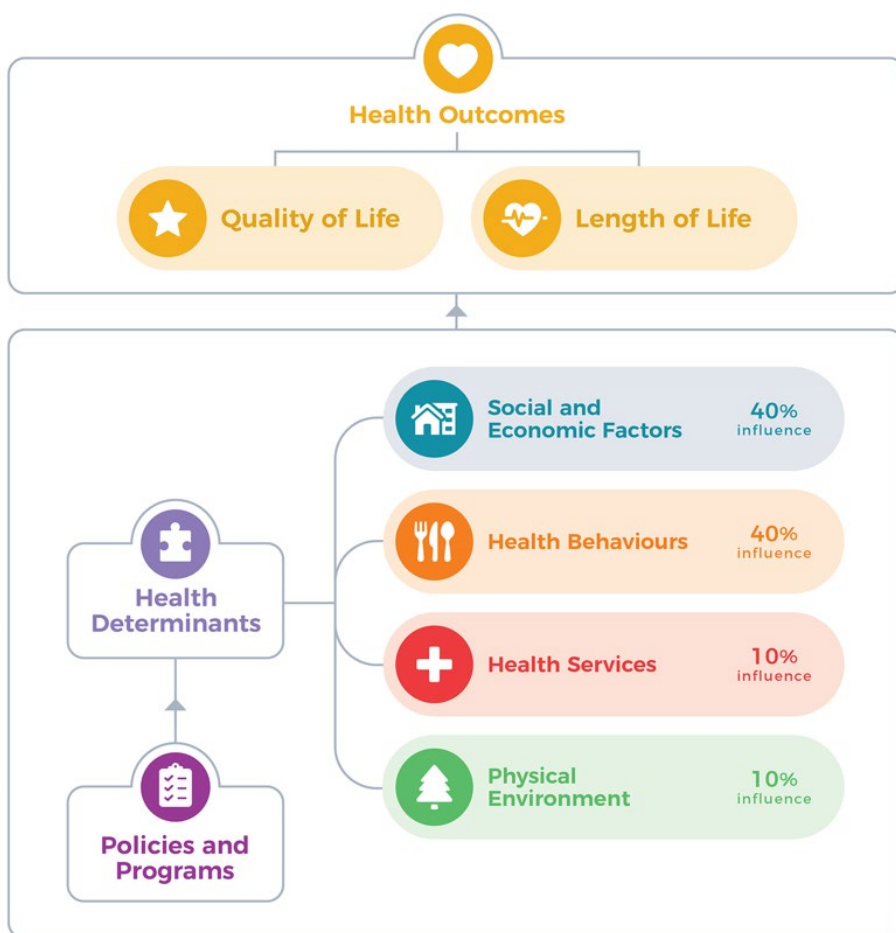 Health Outcomes
Quality of Life
Length of Life
Social and
Economic Factors
40%
influence
Health Behaviours
40%
influence
Health
Determinants
Health Services
10%
influence
Physical
Environment
10%
influence
Policies and
Programs